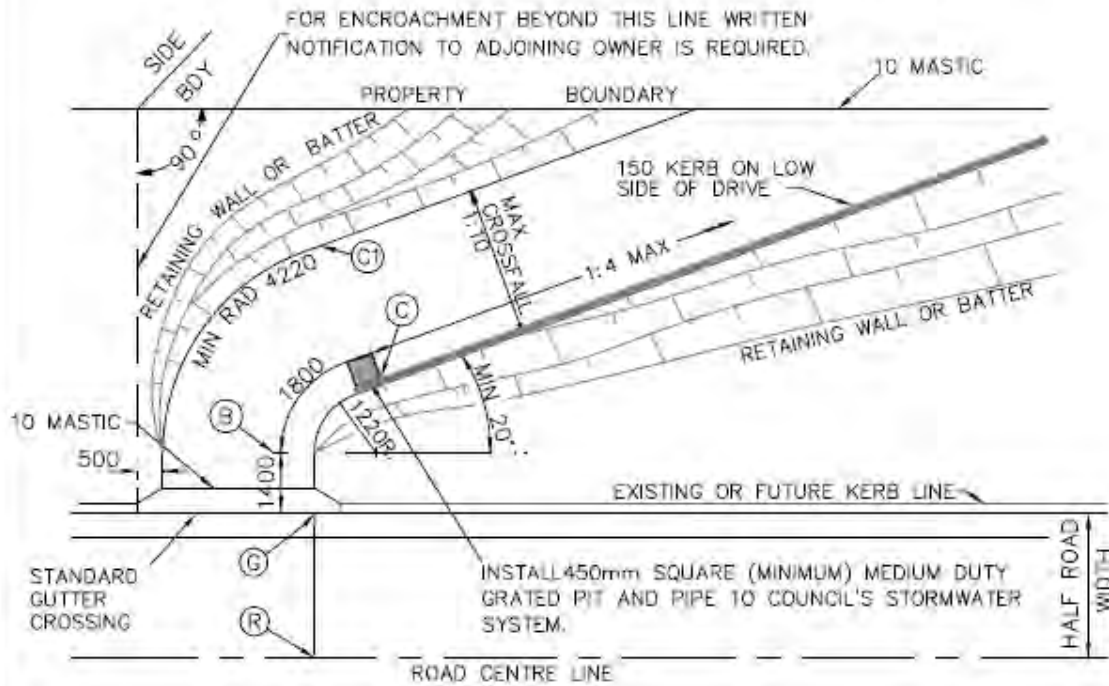 FOR ENCROACHMENT BEYOND THIS LINE WRITTEN
NOTIFICATION TO ADJOINING OWNER IS REQUIRED.
SIDE
BDY
90°
10 MASTIC
PROPERTY BOUNDARY
RETAINING WALL OR BATTER
150 KERB ON LOW
SIDE OF DRIVE
MAX
CROSSFALL
1:10
MIN RAD 4220
C1
1:4 MAX
C
1800
RETAINING WALL OR BATTER
MIN 20°
1220R
B
10 MASTIC
500
1400
EXISTING OR FUTURE KERB LINE
G
STANDARD
GUTTER
CROSSING
INSTALL 450mm SQUARE (MINIMUM) MEDIUM DUTY
GRATED PIT AND PIPE TO COUNCIL'S STORMWATER
SYSTEM.
HALF ROAD
WIDTH
R
ROAD CENTRE LINE